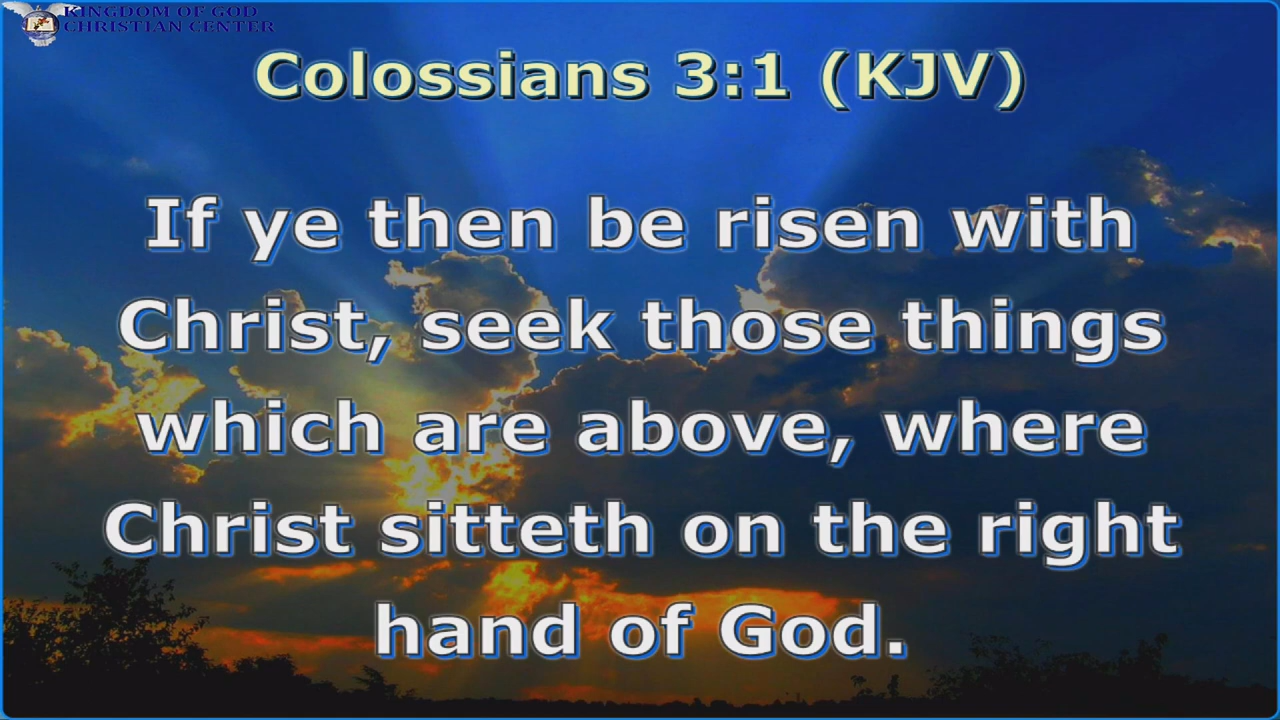 KINGDOM OF GOD
CHRISTIAN CENTER
Colossians 3:1 (KJV)
If ye then be risen with
Christ, seek those things
which are above, where
Christ sitteth on the right
hand of God.